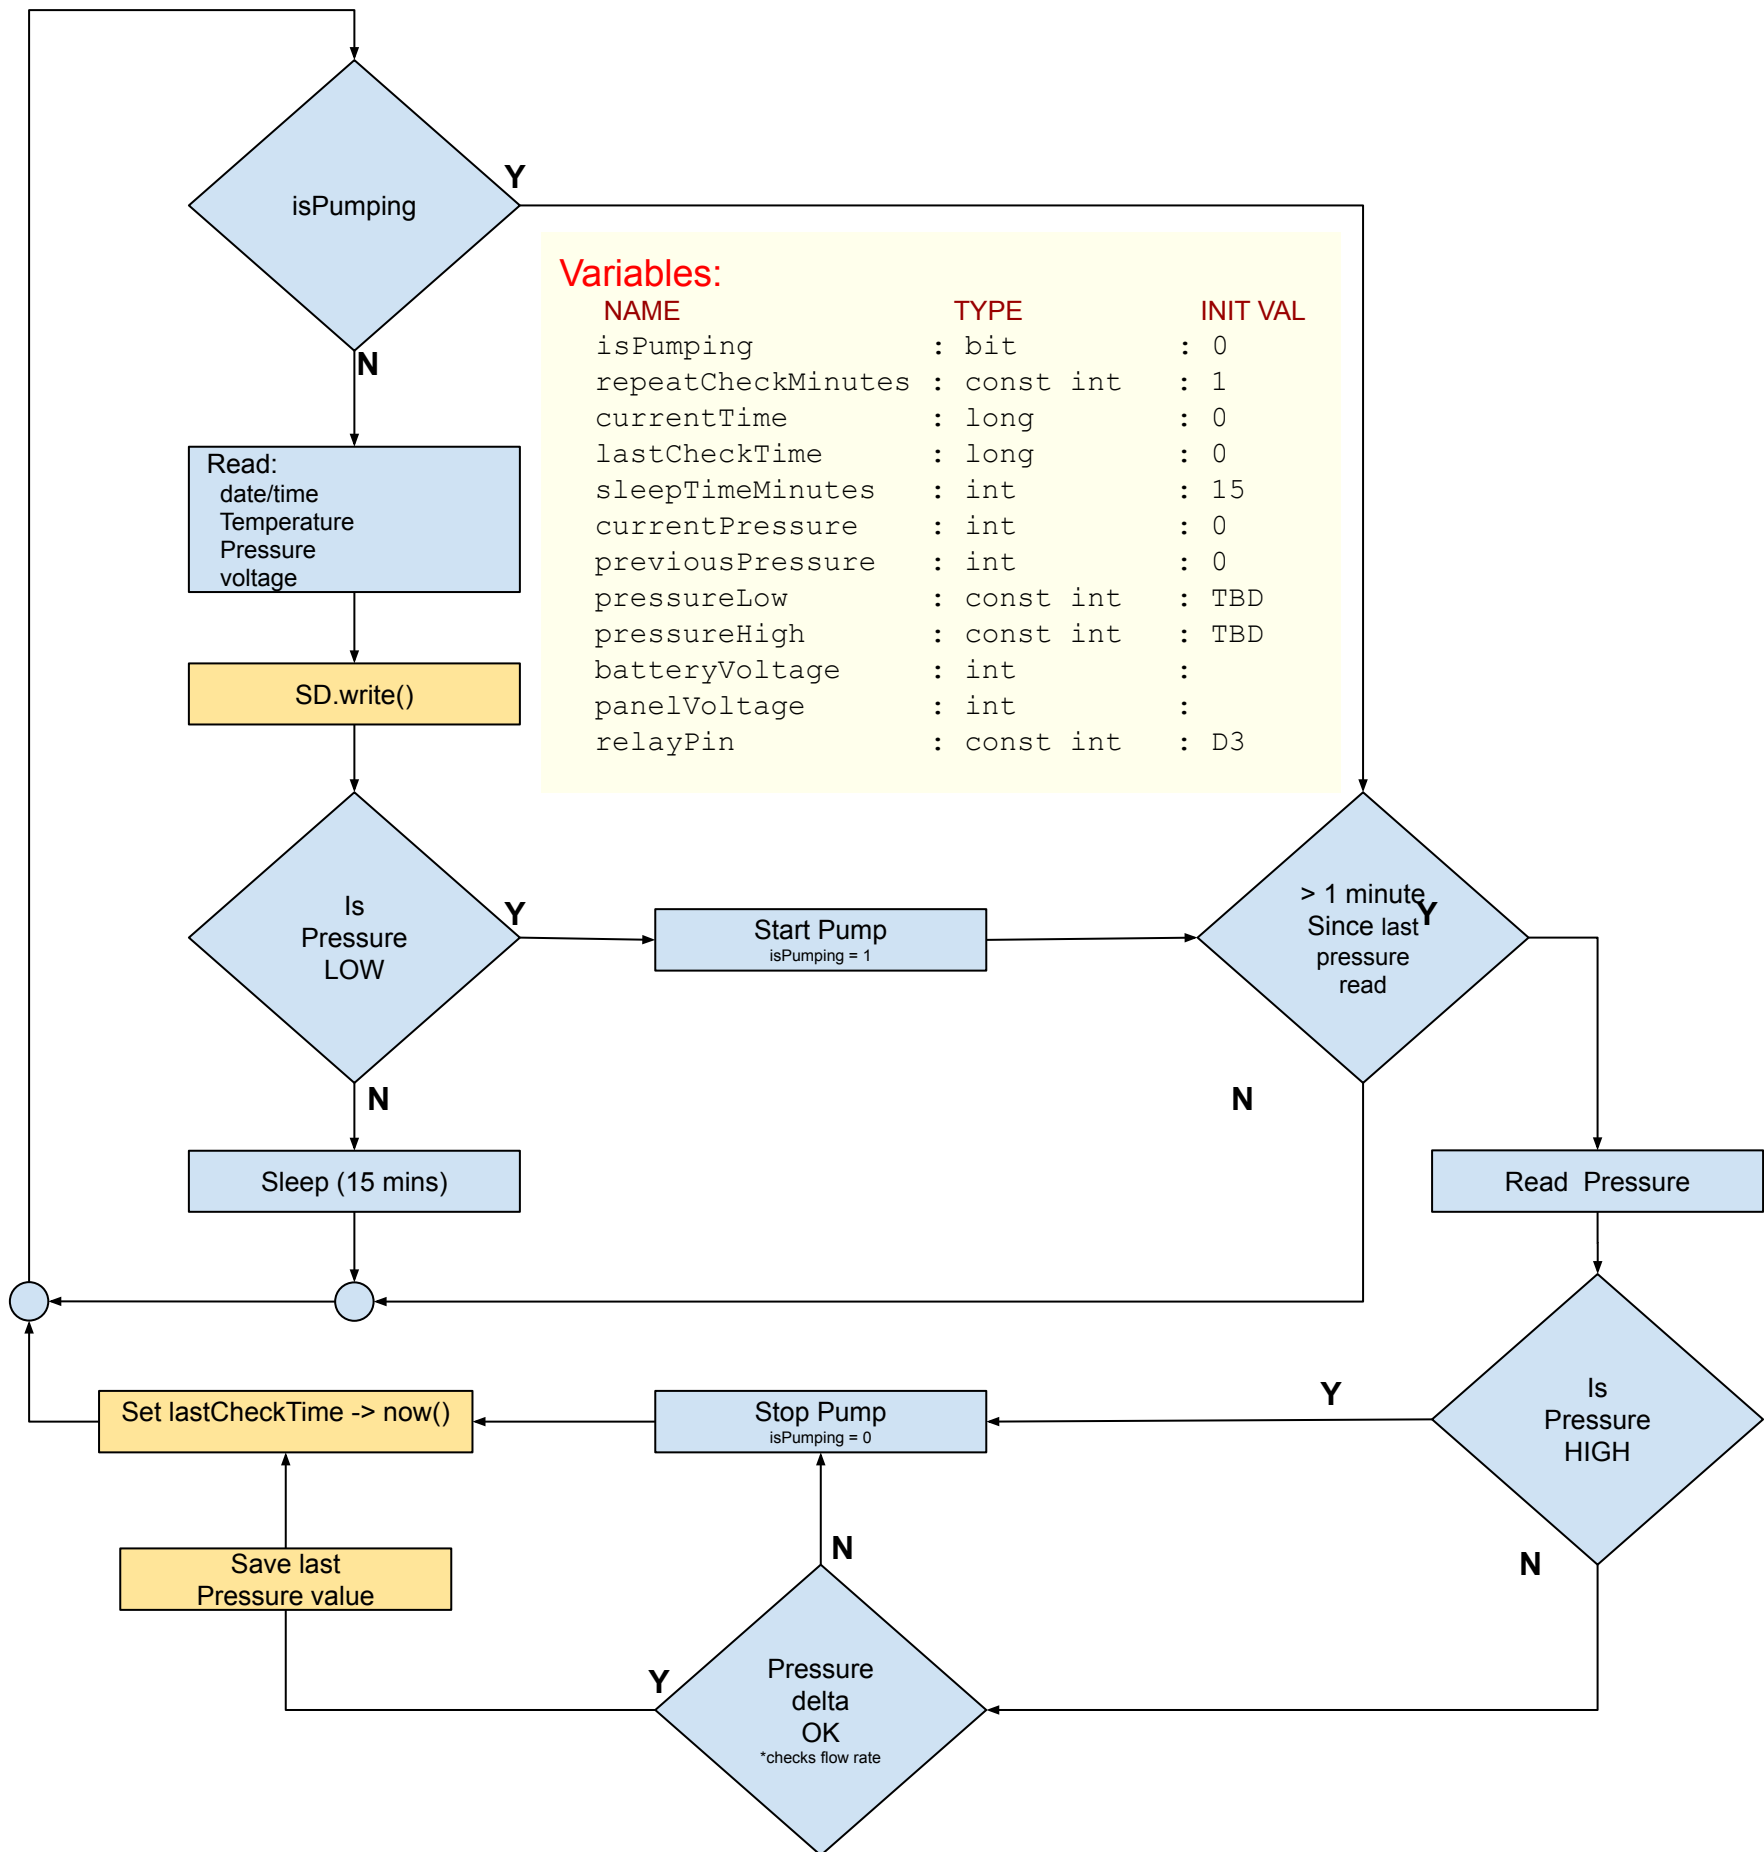 isPumping
Y
N
Variables:
NAME TYPE INIT VAL
isPumping : bit : 0
repeatCheckMinutes : const int : 1
currentTime : long : 0
lastCheckTime : long : 0
sleepTimeMinutes : int : 15
currentPressure : int : 0
previousPressure : int : 0
pressureLow : const int : TBD
pressureHigh : const int : TBD
batteryVoltage : int :
panelVoltage : int :
relayPin : const int : D3
Read:
date/time
Temperature
Pressure
voltage
SD.write()
Is
Pressure
LOW
Y
N
Start Pump
isPumping = 1
> 1 minute
Since last
pressure
read
Y
N
Sleep (15 mins)
Read Pressure
Is
Pressure
HIGH
Y
N
Stop Pump
isPumping = 0
Set lastCheckTime -> now()
Save last
Pressure value
Pressure
delta
OK
*checks flow rate
N
Y